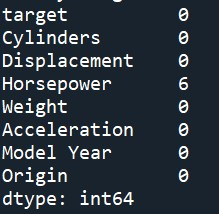 target          0
Cylinders       0
Displacement    0
Horsepower      6
Weight          0
Acceleration    0
Model Year      0
Origin          0
dtype: int64